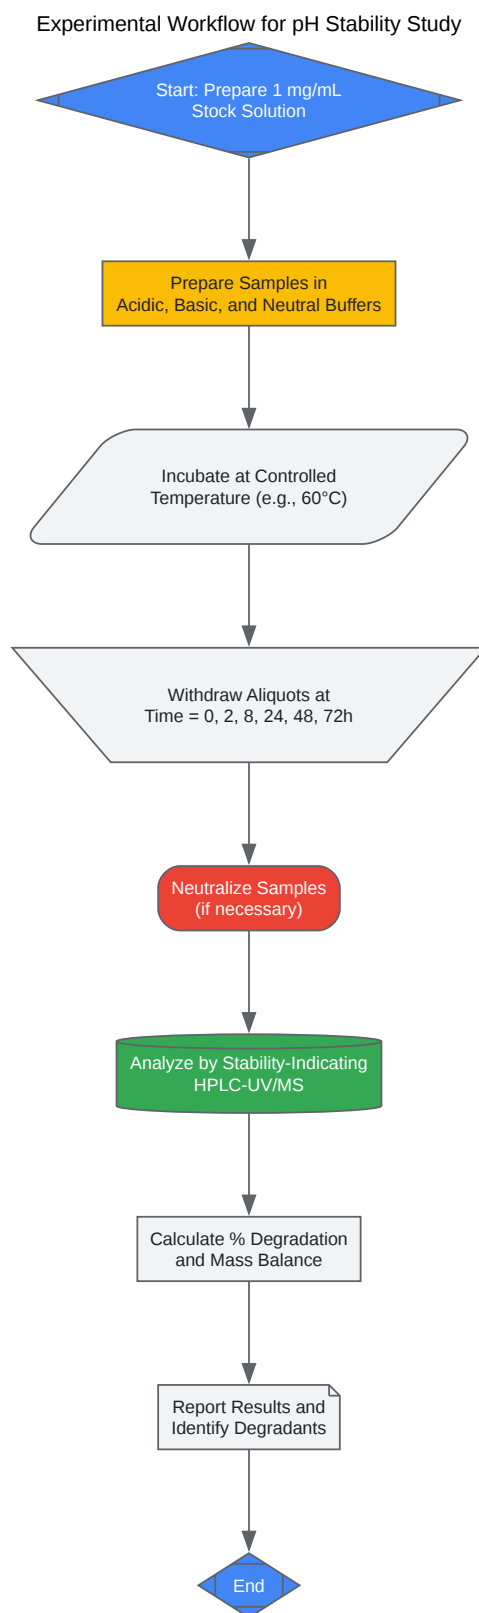 Experimental Workflow for pH Stability Study
Start: Prepare 1 mg/mL
Stock Solution
Prepare Samples in
Acidic, Basic, and Neutral Buffers
Incubate at Controlled
Temperature (e.g., 60°C)
Withdraw Aliquots at
Time = 0, 2, 8, 24, 48, 72h
Neutralize Samples
(if necessary)
Analyze by Stability-Indicating
HPLC-UV/MS
Calculate % Degradation
and Mass Balance
Report Results and
Identify Degradants
End